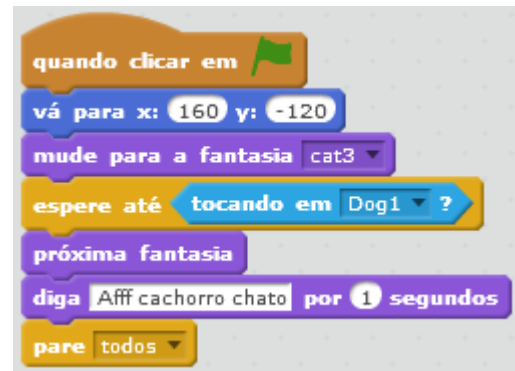 quando clicar em
vá para x: 160 y: -120
mude para a fantasia cat3
espere até tocando em Dog1 ?
próxima fantasia
diga Afff cachorro chato por 1 segundos
pare todos